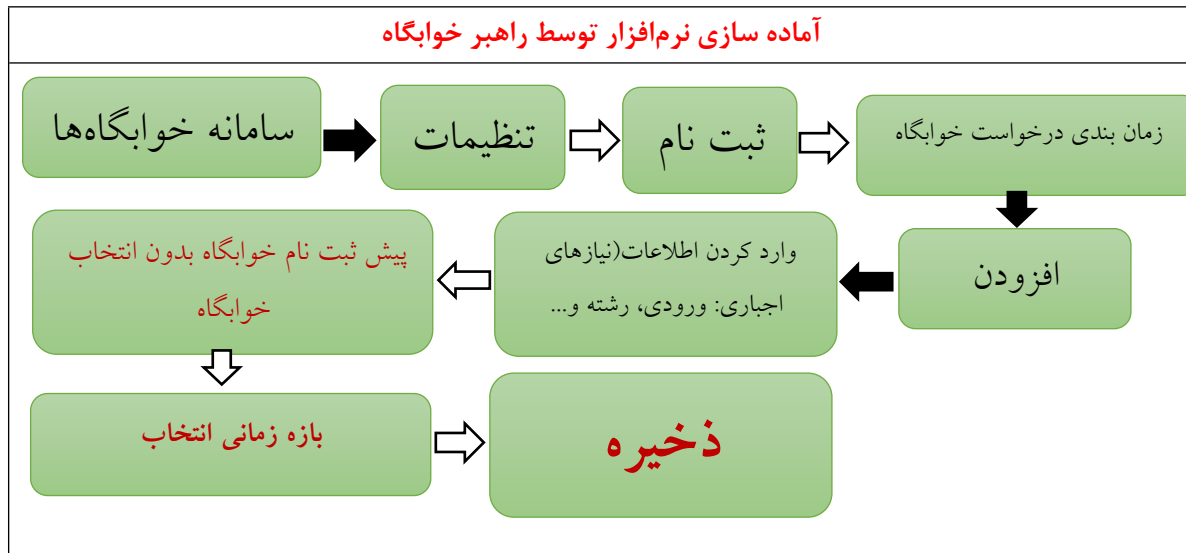 آماده سازی نرم‌افزار توسط راهبر خوابگاه
سامانه خوابگاه‌ها
تنظیمات
ثبت نام
زمان بندی درخواست خوابگاه
افزودن
وارد کردن اطلاعات(نیازهای
اجباری: ورودی، رشته و...
پیش ثبت نام خوابگاه بدون انتخاب
خوابگاه
بازه زمانی انتخاب
ذخیره